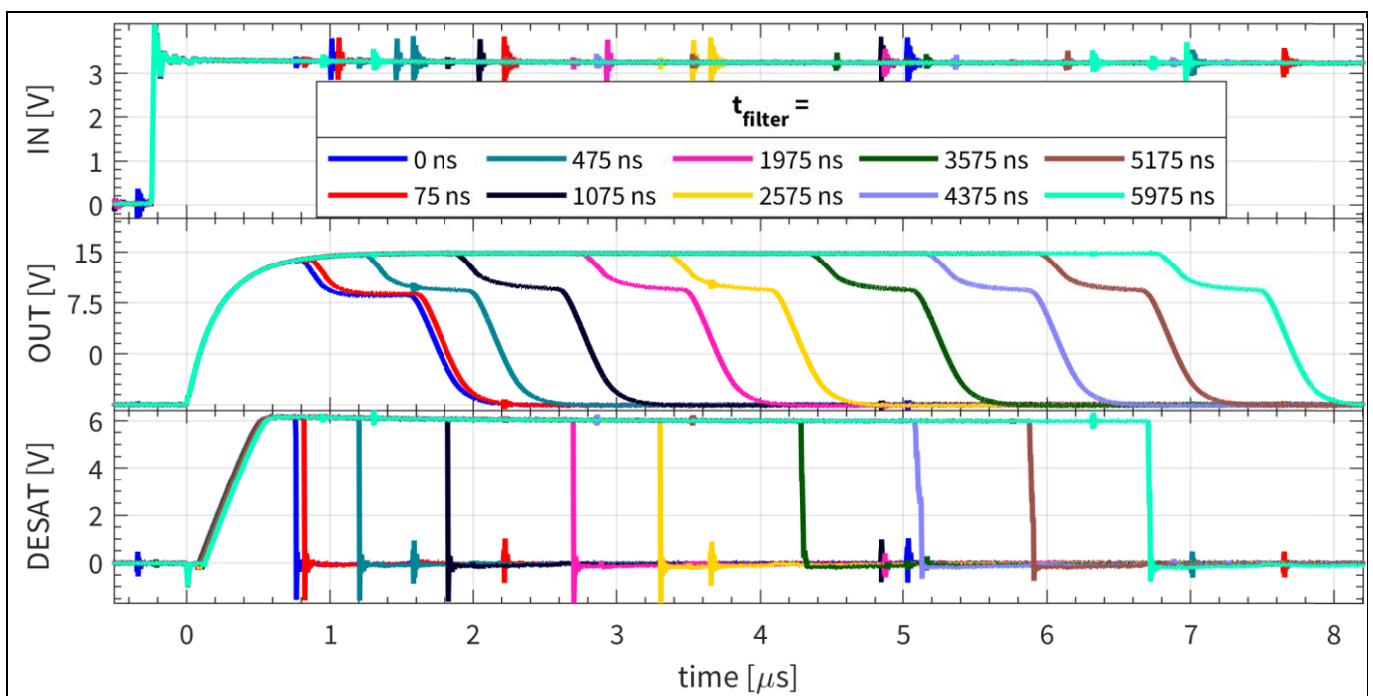 IN [V]
3
2
1
0
t_filter =
0 ns 475 ns 1975 ns 3575 ns 5175 ns
75 ns 1075 ns 2575 ns 4375 ns 5975 ns
OUT [V]
15
7.5
0
DESAT [V]
6
4
2
0
0 1 2 3 4 5 6 7 8
time [μs]